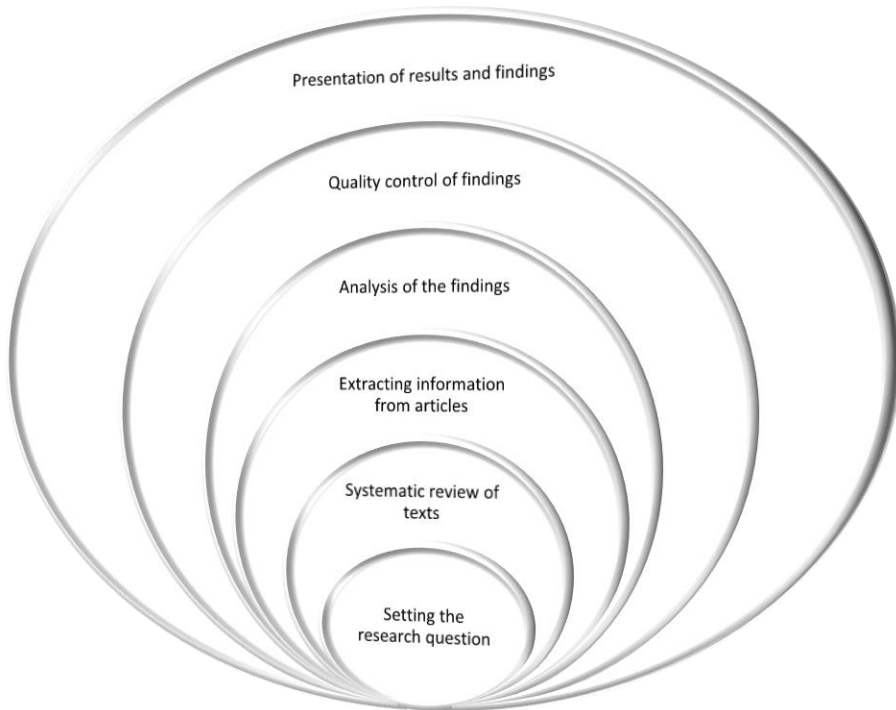 Presentation of results and findings
Quality control of findings
Analysis of the findings
Extracting information
from articles
Systematic review of
texts
Setting the
research question